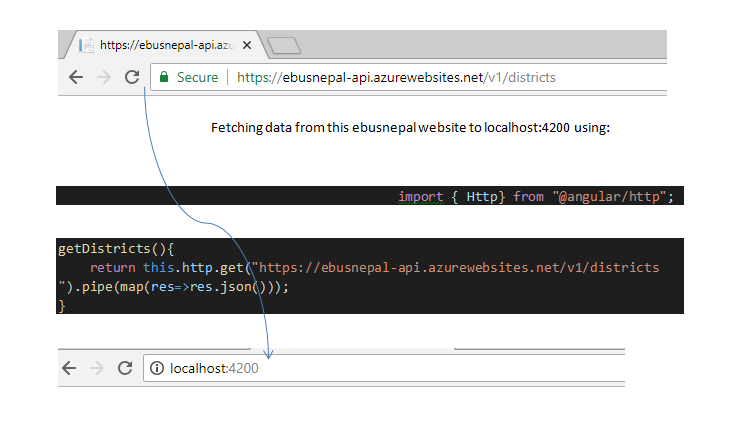 https://ebusnepal-api.azu
Secure https://ebusnepal-api.azurewebsites.net/v1/districts
Fetching data from this ebusnepal website to localhost:4200 using:
import { Http} from "@angular/http";
getDistricts(){
return this.http.get("https://ebusnepal-api.azurewebsites.net/v1/districts
").pipe(map(res=>res.json()));
}
localhost:4200